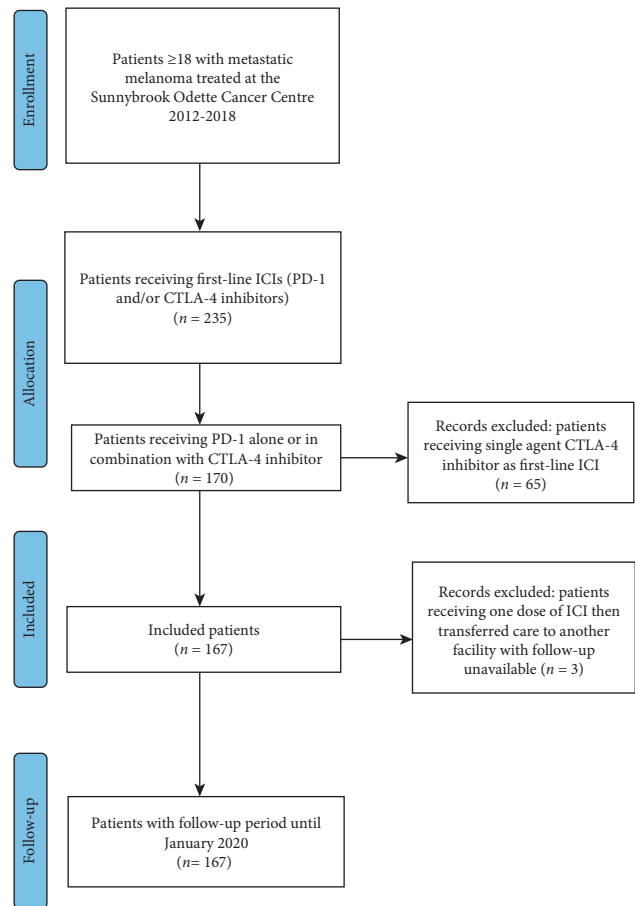 Enrollment
Patients ≥18 with metastatic
melanoma treated at the
Sunnybrook Odette Cancer Centre
2012-2018
Allocation
Patients receiving first-line ICIs (PD-1
and/or CTLA-4 inhibitors)
(n = 235)
Patients receiving PD-1 alone or in
combination with CTLA-4 inhibitor
(n = 170)
Records excluded: patients
receiving single agent CTLA-4
inhibitor as first-line ICI
(n = 65)
Included
Included patients
(n = 167)
Records excluded: patients
receiving one dose of ICI then
transferred care to another
facility with follow-up
unavailable (n = 3)
Follow-up
Patients with follow-up period until
January 2020
(n= 167)